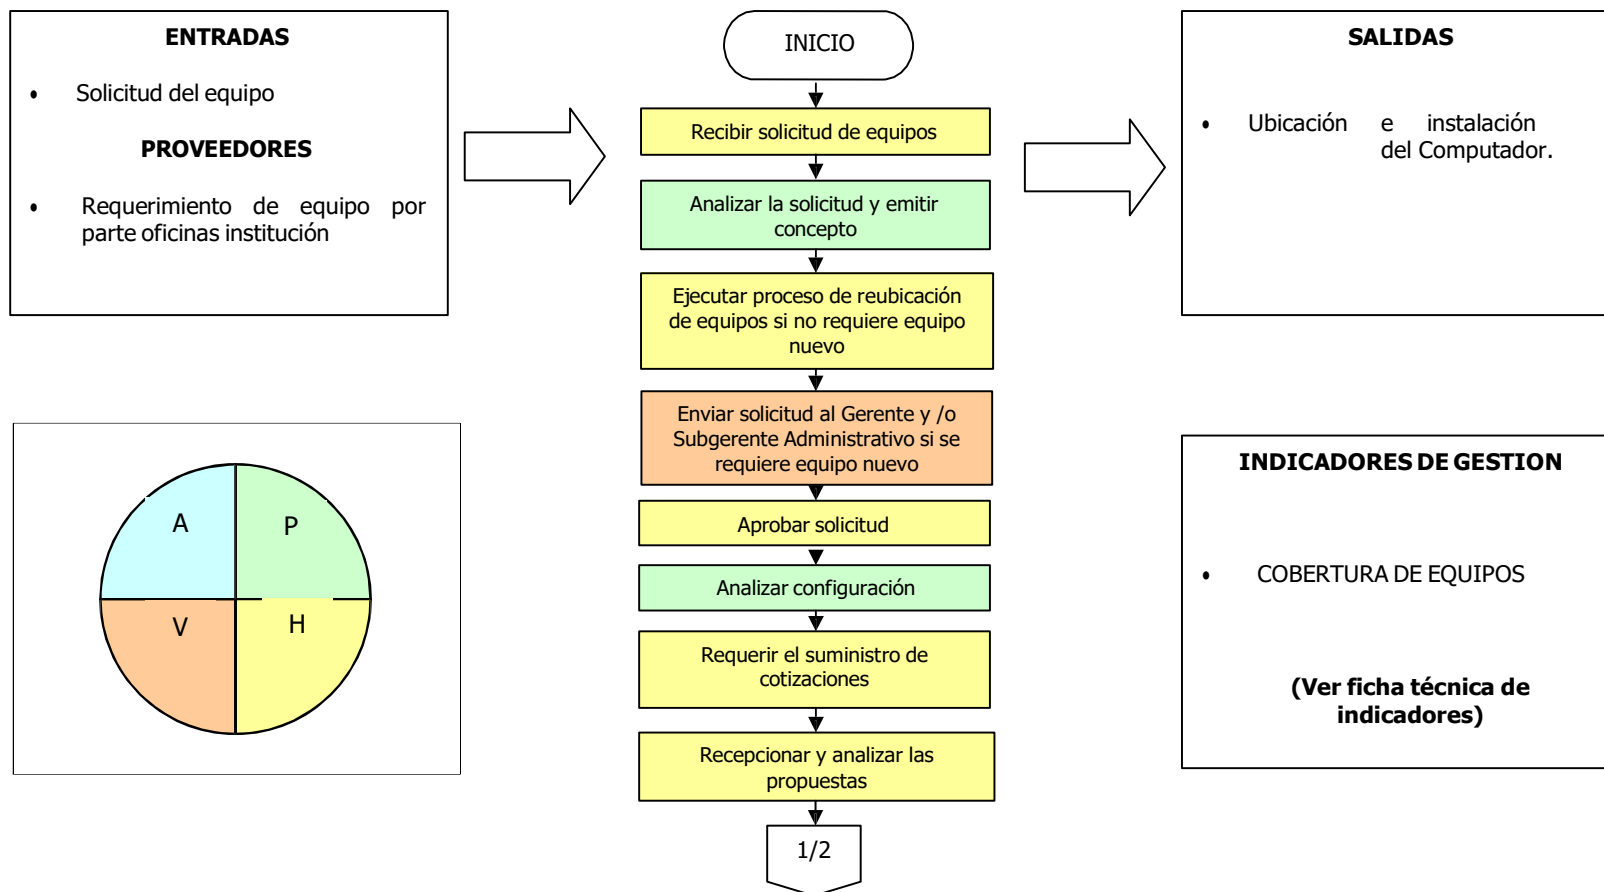 ENTRADAS
• Solicitud del equipo
PROVEEDORES
• Requerimiento de equipo por
parte oficinas institución
INICIO
Recibir solicitud de equipos
Analizar la solicitud y emitir
concepto
Ejecutar proceso de reubicación
de equipos si no requiere equipo
nuevo
Enviar solicitud al Gerente y /o
Subgerente Administrativo si se
requiere equipo nuevo
Aprobar solicitud
Analizar configuración
Requerir el suministro de
cotizaciones
Recepcionar y analizar las
propuestas
1/2
SALIDAS
• Ubicación e instalación
del Computador.
A
P
V
H
INDICADORES DE GESTION
• COBERTURA DE EQUIPOS
(Ver ficha técnica de
indicadores)